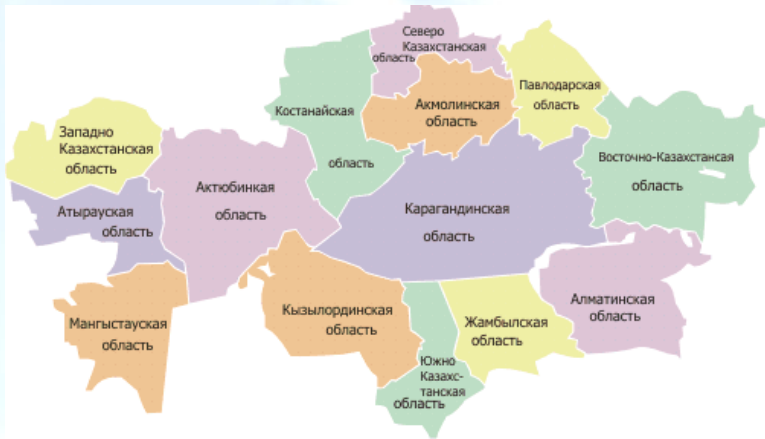 Северо
Казахстанская
область
Павлодарская
область
Акмолинская
область
Костанайская
область
Западно
Казахстанская
область
Восточно-Казахстансая
область
Актюбинкая
область
Атырауская
область
Карагандинская
область
Алматинская
область
Кызылординская
область
Жамбылская
область
Мангыстауская
область
Южно
Казахс-
танская
область